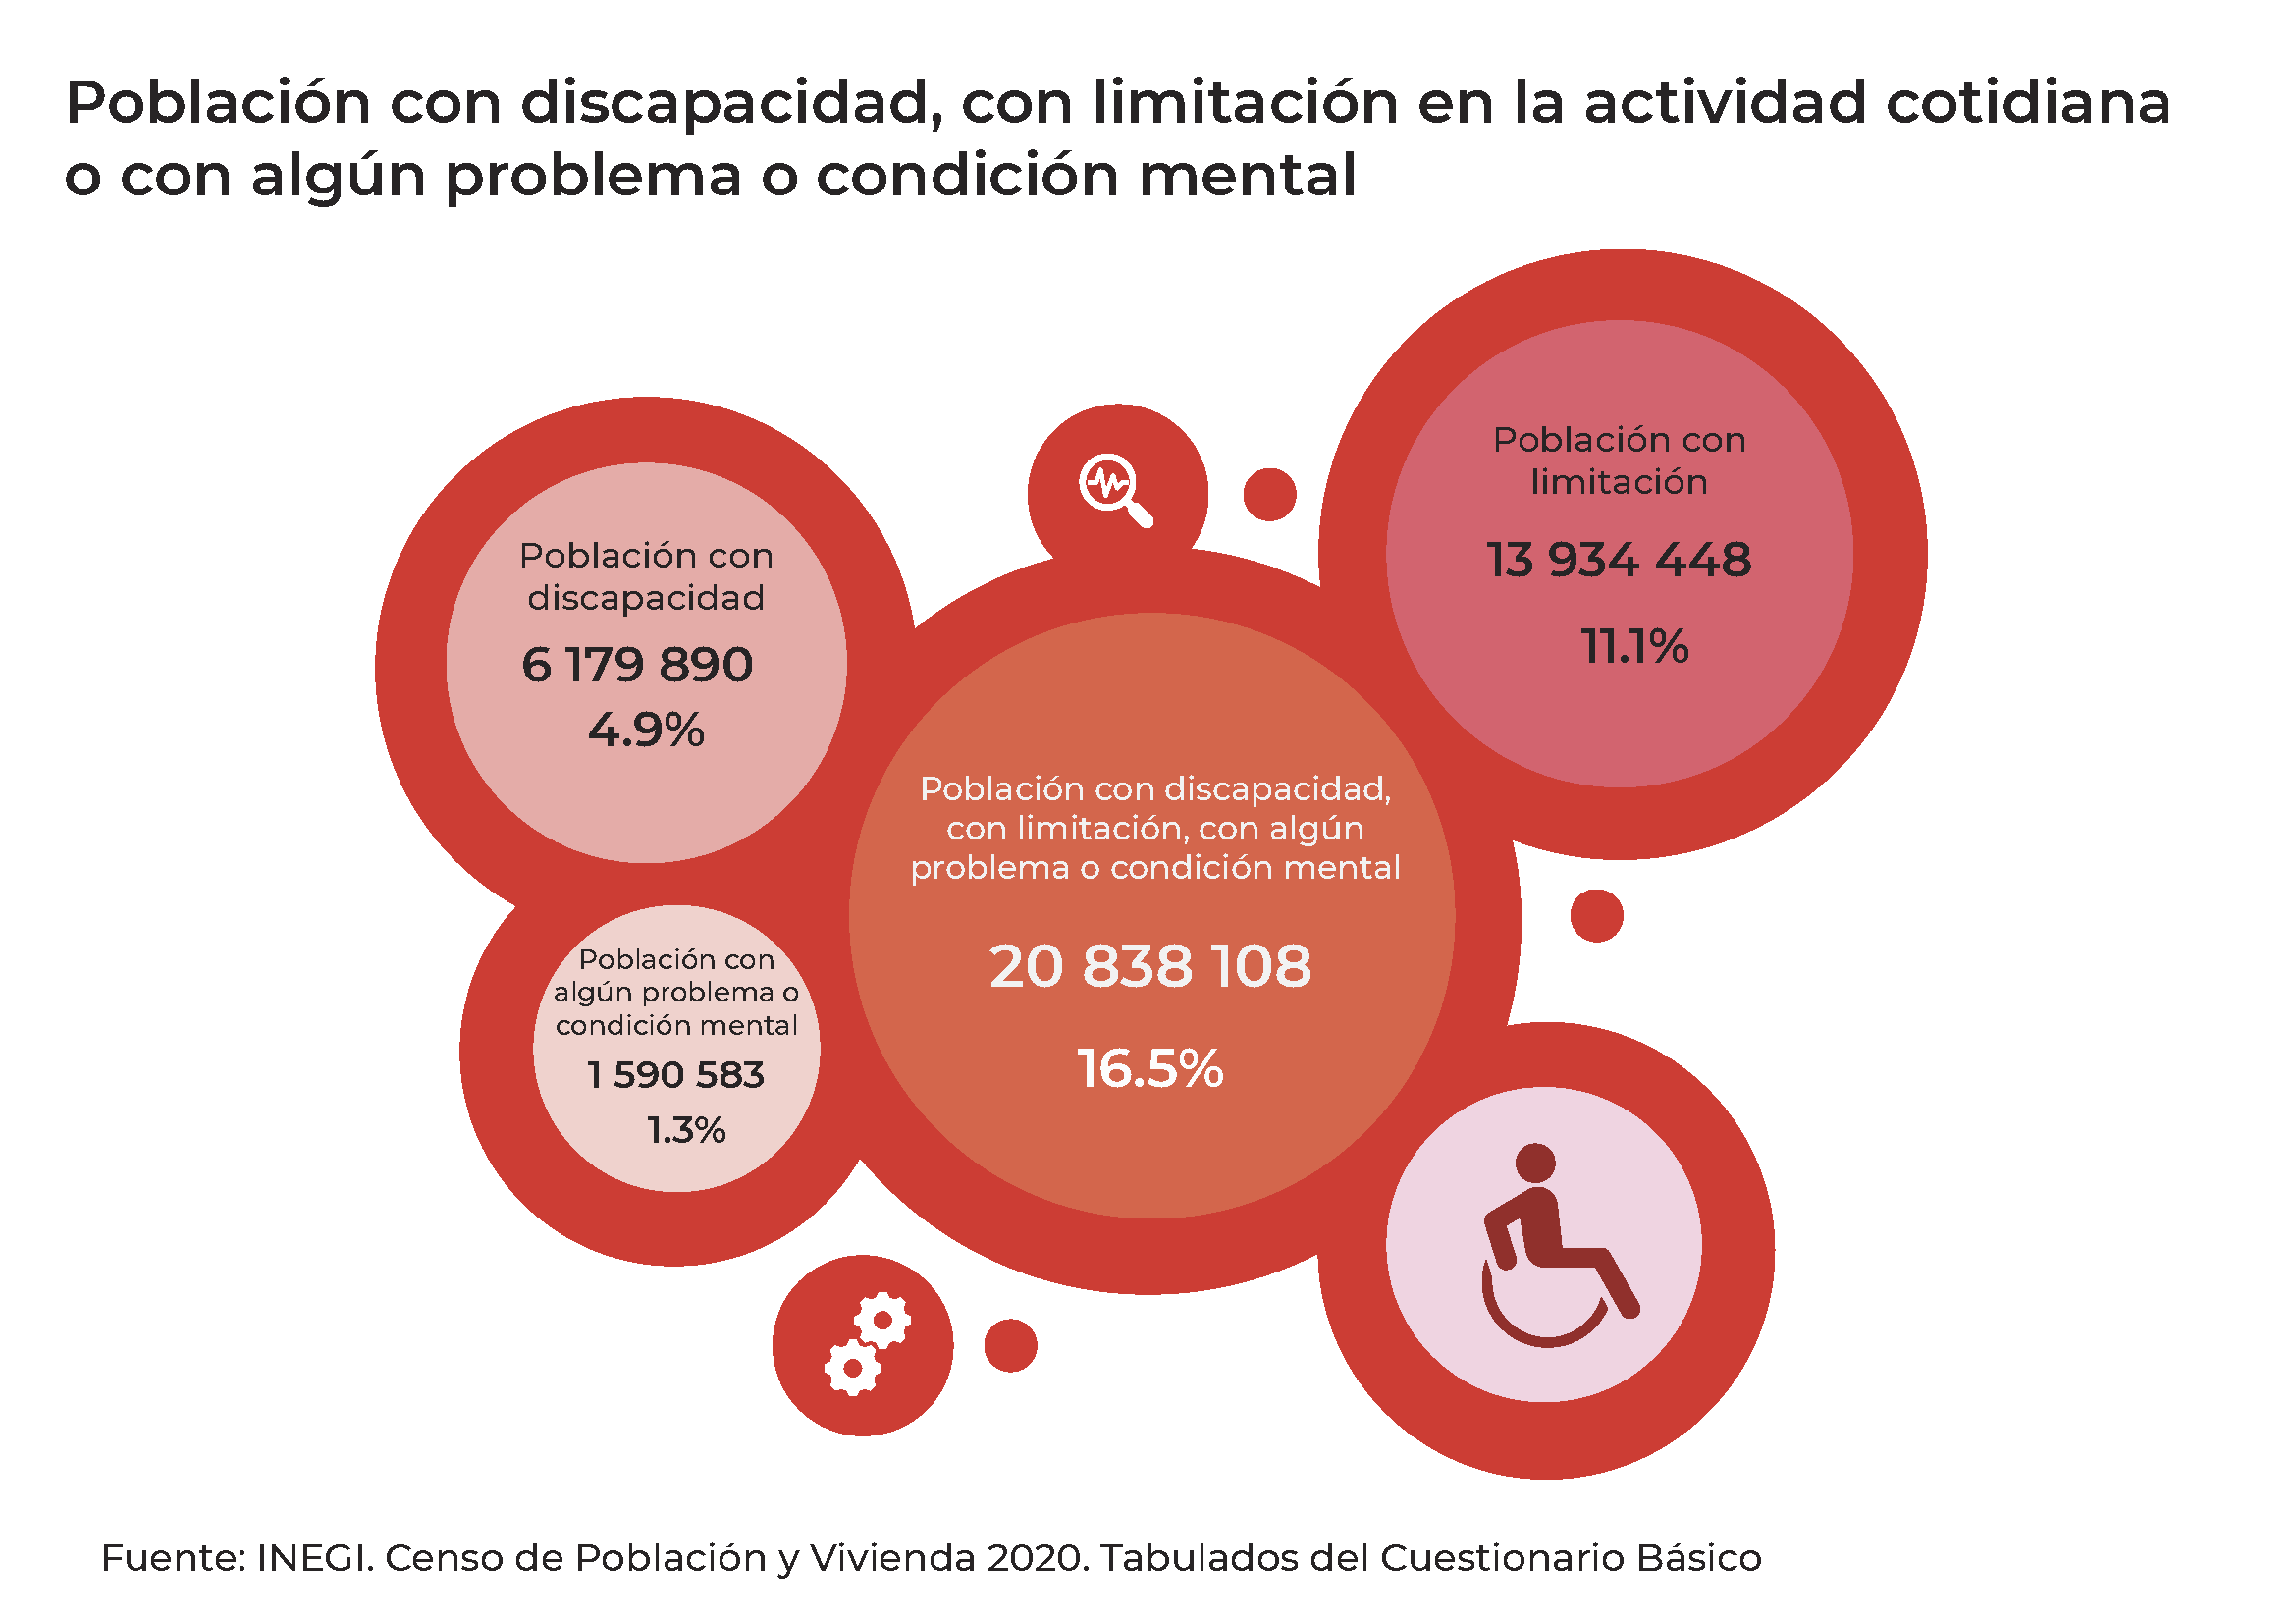 Población con discapacidad, con limitación en la actividad cotidiana
o con algún problema o condición mental
Población con
limitación
13 934 448
11.1%
Población con
discapacidad
6 179 890
4.9%
Población con discapacidad,
con limitación, con algún
problema o condición mental
20 838 108
16.5%
Población con
algún problema o
condición mental
1 590 583
1.3%
Fuente: INEGI. Censo de Población y Vivienda 2020. Tabulados del Cuestionario Básico